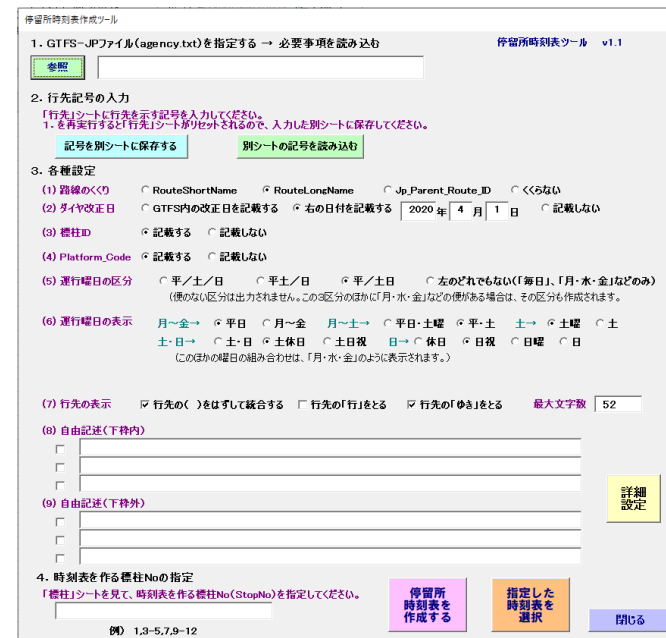 停留所時刻表作成ツール
1. GTFS-JPファイル(agency.txt)を指定する → 必要事項を読み込む 停留所時刻表ツール v1.1
参照
2. 行先記号の入力
「行先」シートに行先を示す記号を入力してください。
1. を再実行すると「行先」シートがリセットされるので、入力した別シートに保存してください。
記号を別シートに保存する 別シートの記号を読み込む
3. 各種設定
(1) 路線のくくり RouteShortName RouteLongName Jp_Parent_Route_ID くくらない
(2) ダイヤ改正日 GTFS内の改正日を記載する 右の日付を記載する 2020 年 4 月 1 日 記載しない
(3) 標柱ID 記載する 記載しない
(4) Platform_Code 記載する 記載しない
(5) 運行曜日の区分 平/土/日 平土/日 平/土日 左のどれでもない(「毎日」、「月・水・金」などのみ)
(便のない区分は出力されません。この3区分のほかに「月・水・金」などの便がある場合は、その区分も作成されます。
(6) 運行曜日の表示 月~金→ 平日 月~金 月~土→ 平日・土曜 平・土 土→ 土曜 土
土・日→ 土・日 土休日 土日祝 日→ 休日 日祝 日曜 日
(このほかの曜日の組み合わせは、「月・水・金」のように表示されます。)
(7) 行先の表示 行先の( )をはずして統合する 行先の「行」をとる 行先の「ゆき」をとる 最大文字数 52
(8) 自由記述(下枠内)
(9) 自由記述(下枠外)
詳細
設定
4. 時刻表を作る標柱Noの指定
「標柱」シートを見て、時刻表を作る標柱No(StopNo)を指定してください。
例) 1,3-5,7,9-12
停留所
時刻表を
作成する
指定した
時刻表を
選択
閉じる